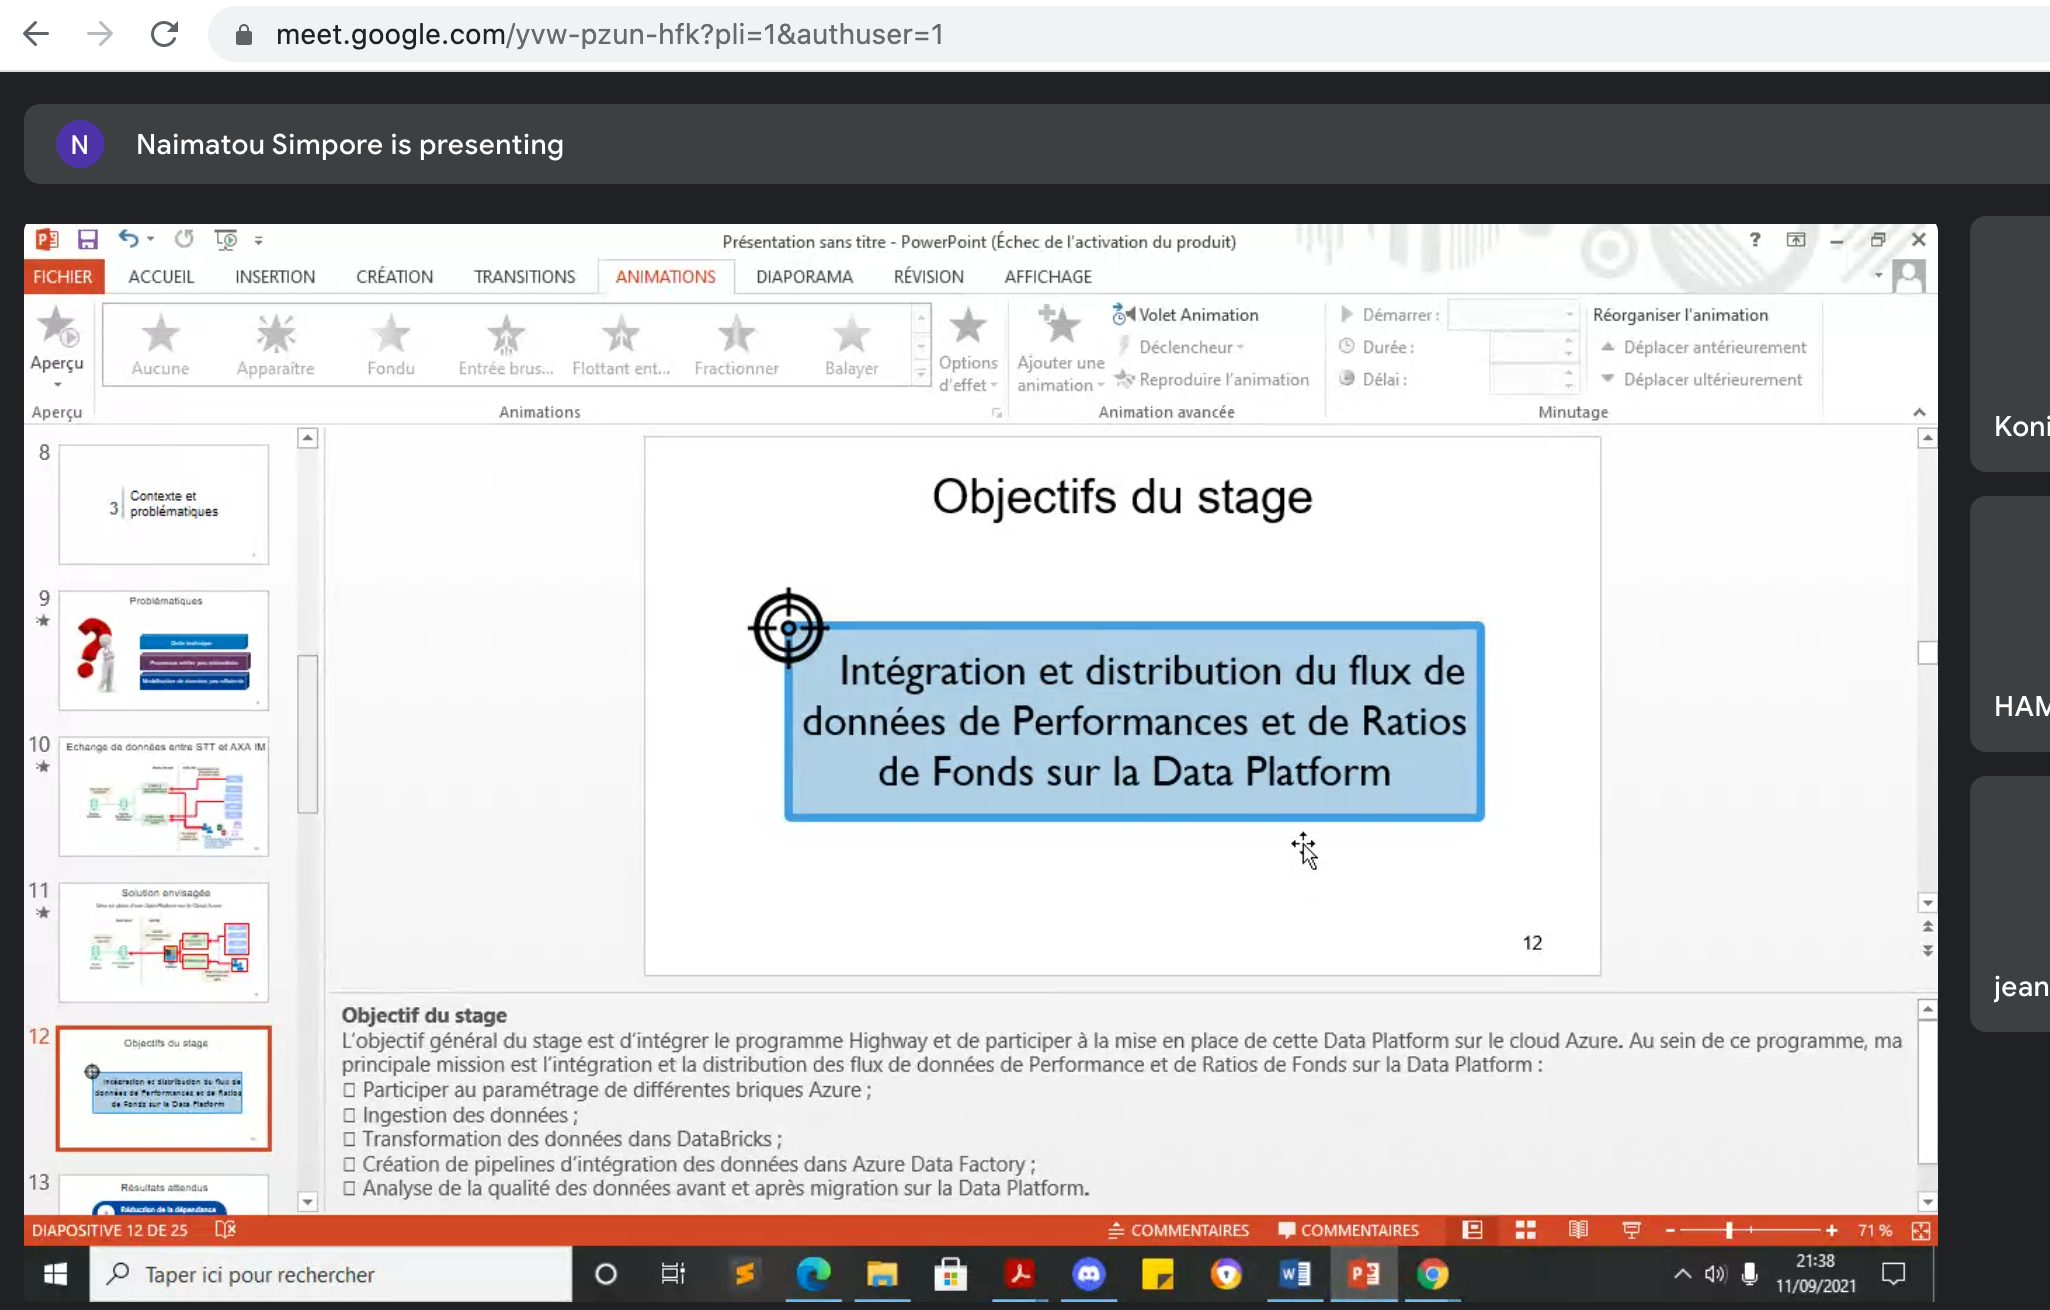 meet.google.com/yvw-pzun-hfk?pli=1&authuser=1
N
Naimatou Simpore is presenting
Présentation sans titre - PowerPoint (Échec de l'activation du produit)
FICHIER ACCUEIL INSERTION CRÉATION TRANSITIONS ANIMATIONS DIAPORAMA RÉVISION AFFICHAGE
Aperçu
Aucune Apparaître Fondu Entrée brus... Flottant ent... Fractionner Balayer
Options d'effet
Ajouter une animation
Volet Animation
Déclencheur
Reproduire l'animation
Démarrer :
Durée :
Délai :
Réorganiser l'animation
Déplacer antérieurement
Déplacer ultérieurement
Aperçu Animations Animation avancée Minutage
8
3 Contexte et
problématiques
9
Problématiques
10
Echange de données entre STT et AXA IM
11
Solution envisagée
12
Objectifs du stage
Intégration et distribution du flux de
données de Performances et de Ratios
de Fonds sur la Data Platform
13
Résultats attendus
Réduction de la dépendance
Objectifs du stage
Intégration et distribution du flux de
données de Performances et de Ratios
de Fonds sur la Data Platform
12
Objectif du stage
L'objectif général du stage est d'intégrer le programme Highway et de participer à la mise en place de cette Data Platform sur le cloud Azure. Au sein de ce programme, ma
principale mission est l'intégration et la distribution des flux de données de Performance et de Ratios de Fonds sur la Data Platform :
□ Participer au paramétrage de différentes briques Azure ;
□ Ingestion des données ;
□ Transformation des données dans DataBricks ;
□ Création de pipelines d'intégration des données dans Azure Data Factory ;
□ Analyse de la qualité des données avant et après migration sur la Data Platform.
Koni
HAM
jean
DIAPOSITIVE 12 DE 25 COMMENTAIRES COMMENTAIRES 71 %
Taper ici pour rechercher
21:38
11/09/2021